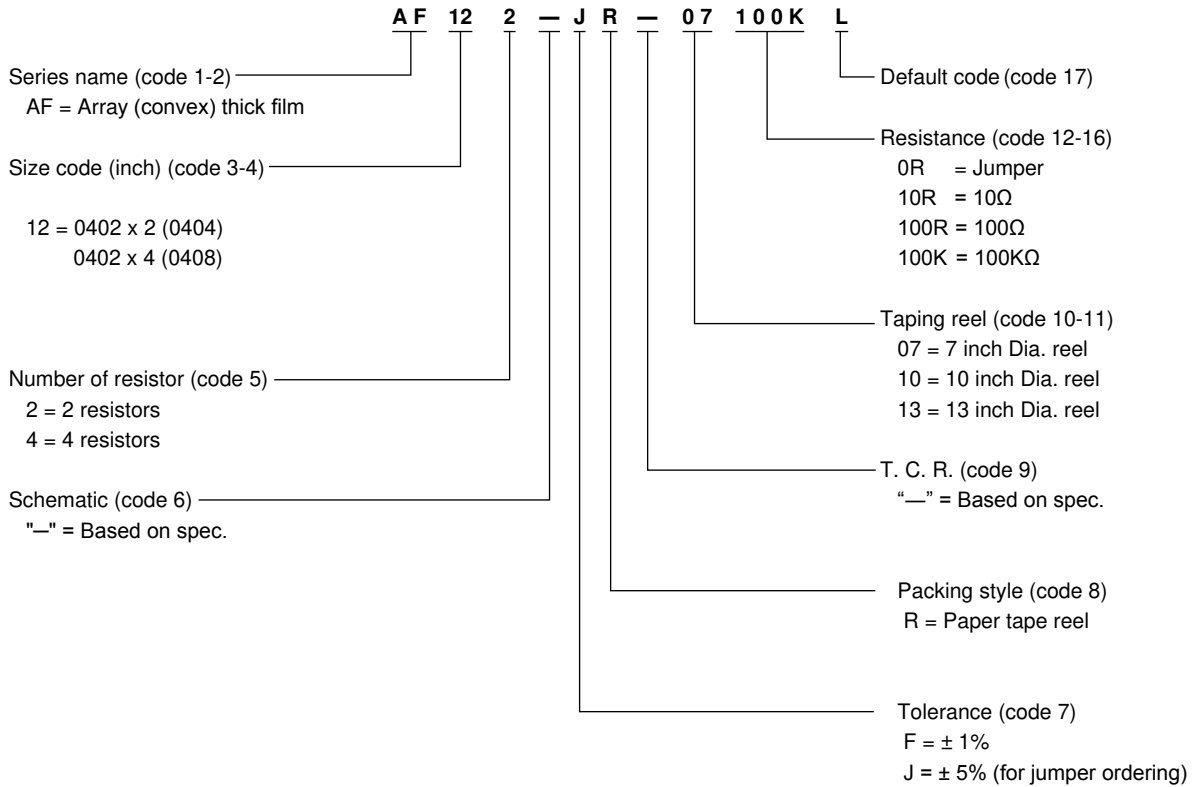 AF 12 2 — J R — 07 100K L
Series name (code 1-2)
AF = Array (convex) thick film
Size code (inch) (code 3-4)
12 = 0402 x 2 (0404)
0402 x 4 (0408)
Number of resistor (code 5)
2 = 2 resistors
4 = 4 resistors
Schematic (code 6)
"—" = Based on spec.
Default code (code 17)
Resistance (code 12-16)
0R = Jumper
10R = 10Ω
100R = 100Ω
100K = 100KΩ
Taping reel (code 10-11)
07 = 7 inch Dia. reel
10 = 10 inch Dia. reel
13 = 13 inch Dia. reel
T. C. R. (code 9)
“—” = Based on spec.
Packing style (code 8)
R = Paper tape reel
Tolerance (code 7)
F = ± 1%
J = ± 5% (for jumper ordering)